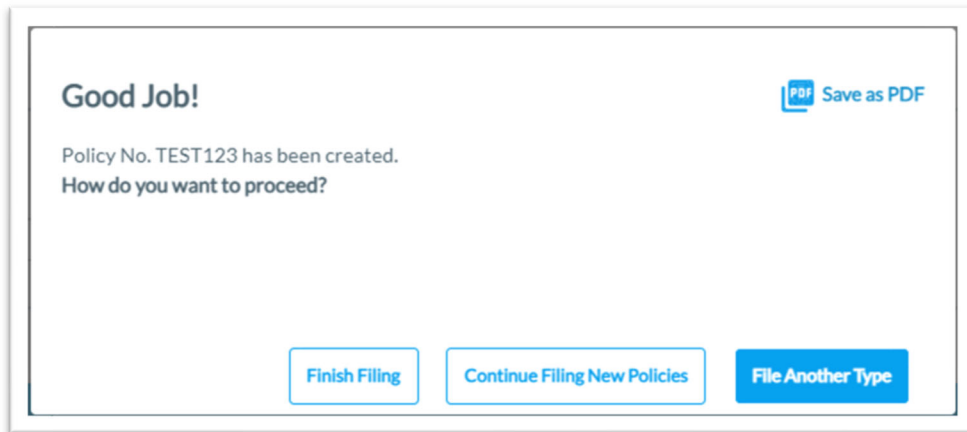 Good Job!
PDF Save as PDF
Policy No. TEST123 has been created.
How do you want to proceed?
Finish Filing
Continue Filing New Policies
File Another Type